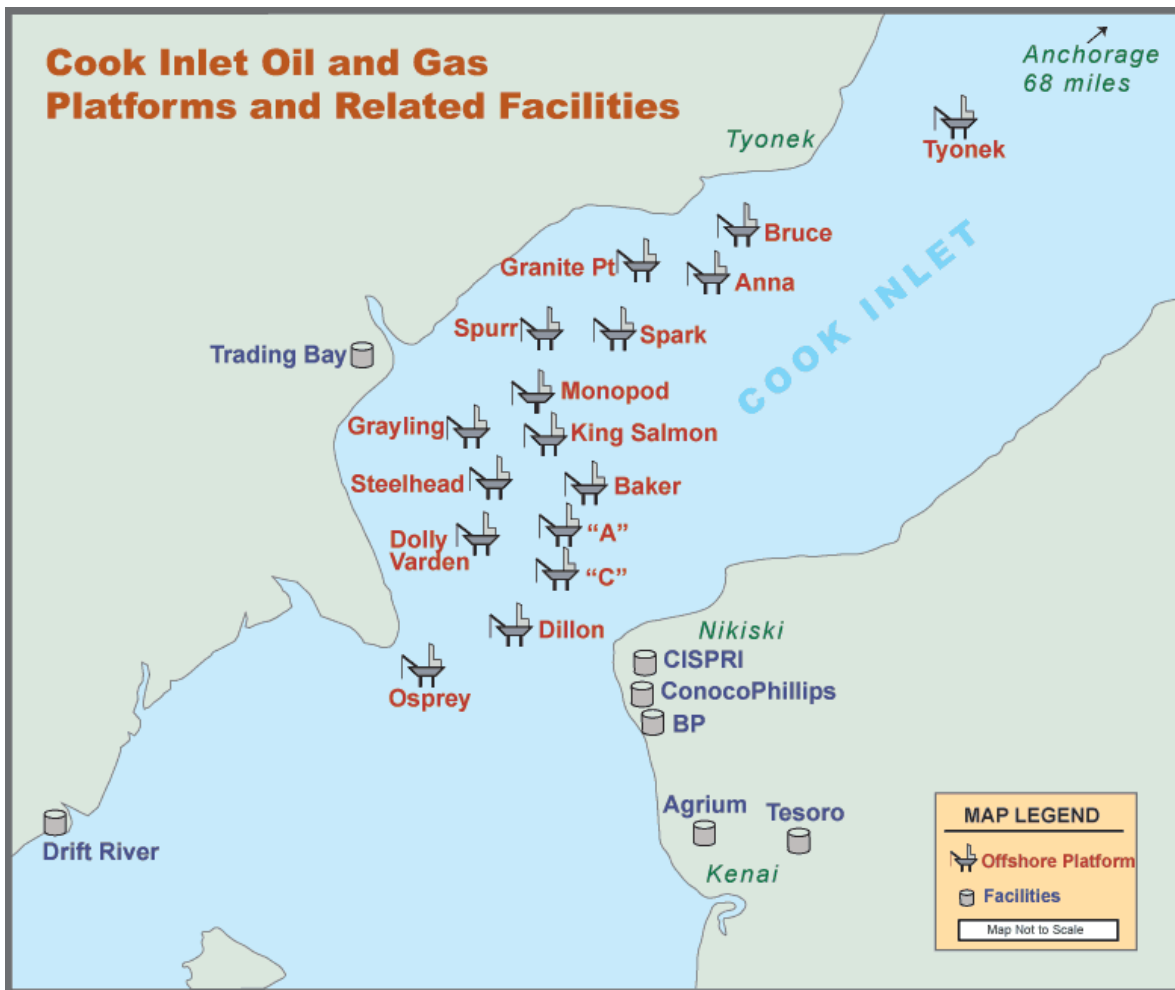 Cook Inlet Oil and Gas
Platforms and Related Facilities
Anchorage
68 miles
Tyonek
Tyonek
Bruce
Granite Pt
Anna
COOK INLET
Spurr
Spark
Trading Bay
Monopod
Grayling
King Salmon
Steelhead
Baker
Dolly
Varden
“A”
“C”
Dillon
Nikiski
CISPRI
Osprey
ConocoPhillips
BP
Agrium
Tesoro
Drift River
Kenai
MAP LEGEND
Offshore Platform
Facilities
Map Not to Scale